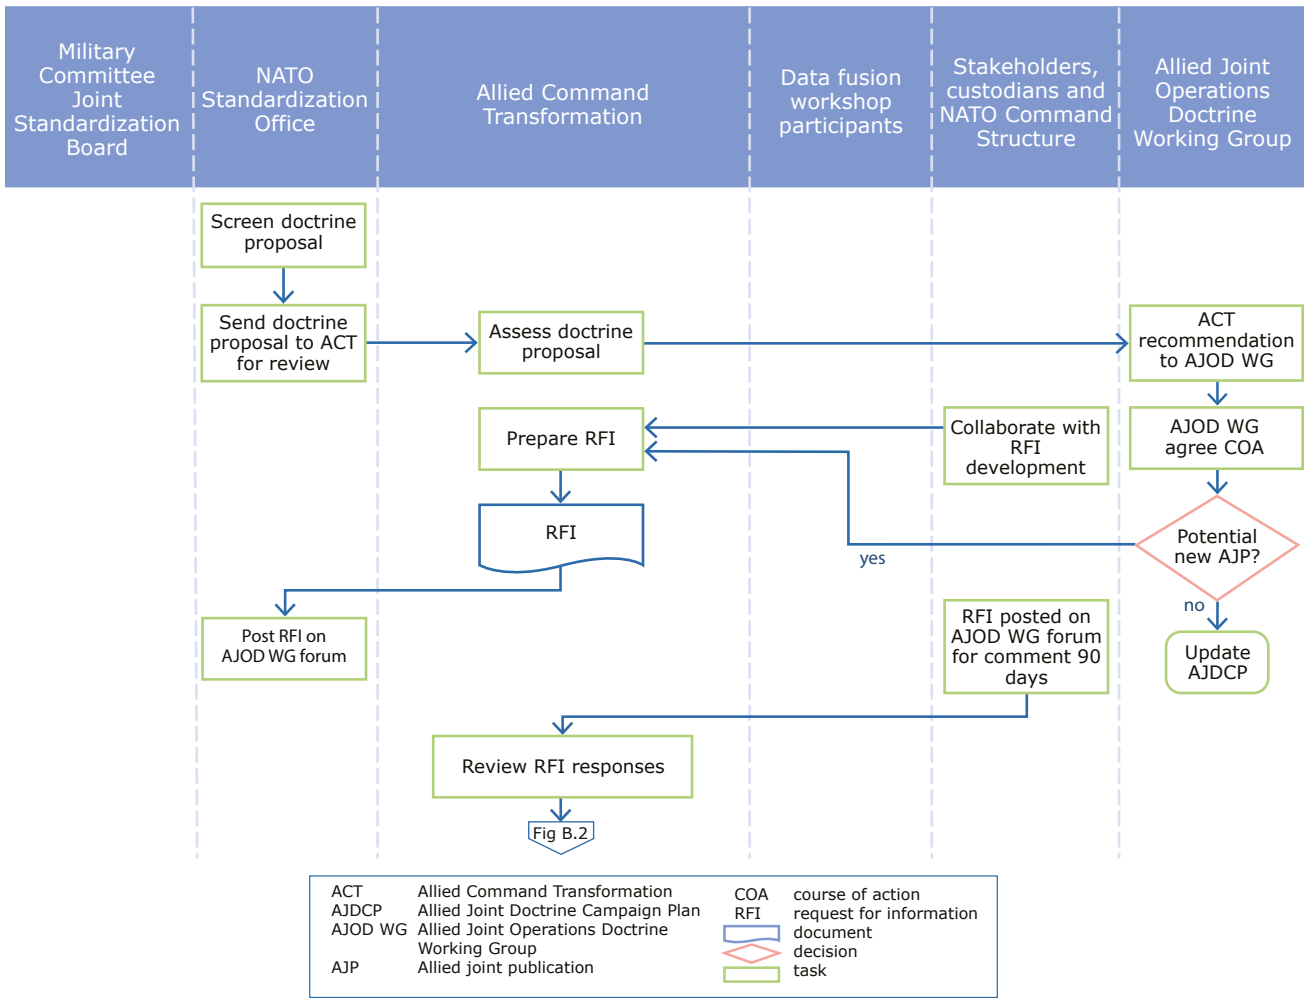 Military
Committee
Joint
Standardization
Board
NATO
Standardization
Office
Allied Command
Transformation
Data fusion
workshop
participants
Stakeholders,
custodians and
NATO Command
Structure
Allied Joint
Operations
Doctrine
Working Group
Screen doctrine
proposal
Send doctrine
proposal to ACT
for review
Assess doctrine
proposal
ACT
recommendation
to AJOD WG
Prepare RFI
Collaborate with
RFI
development
AJOD WG
agree COA
RFI
Potential
new AJP?
yes
no
Post RFI on
AJOD WG forum
RFI posted on
AJOD WG forum
for comment 90
days
Update
AJDCP
Review RFI responses
Fig B.2
ACT Allied Command Transformation
AJDCP Allied Joint Doctrine Campaign Plan
AJOD WG Allied Joint Operations Doctrine
Working Group
AJP Allied joint publication
COA course of action
RFI request for information
document
decision
task